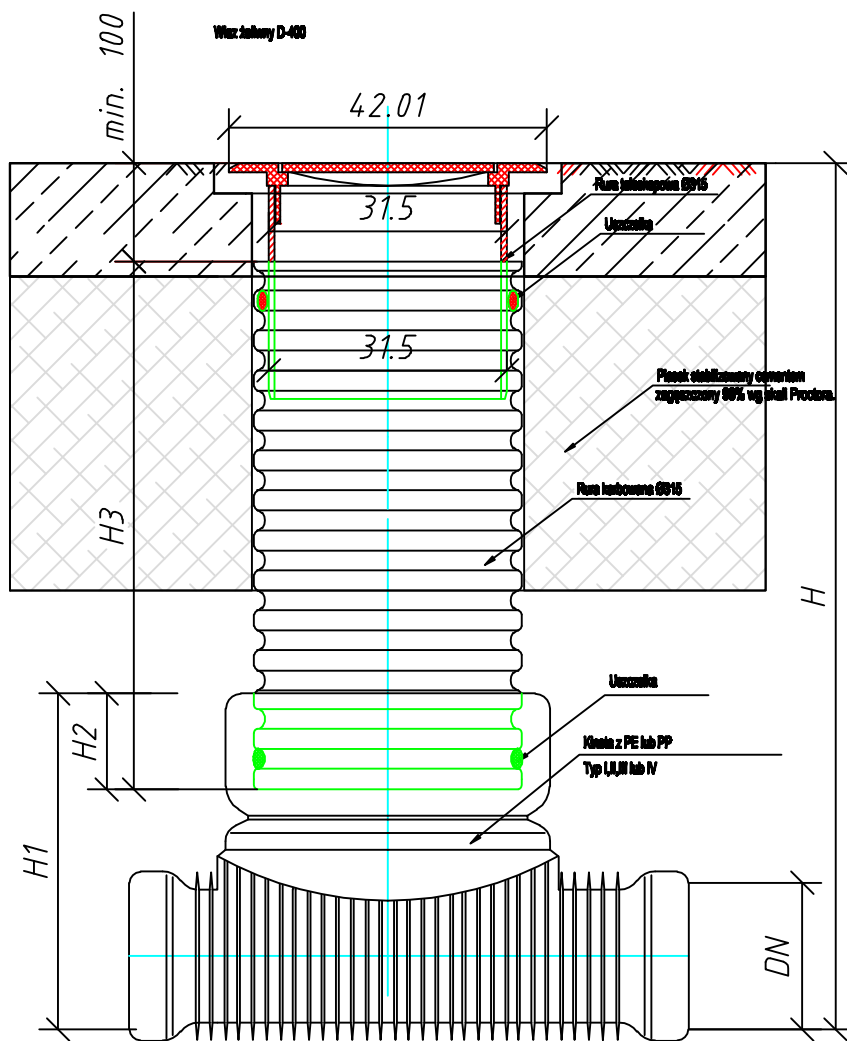 Właz żeliwny D-400
min. 100
42.01
Rura teleskopowa Ø315
31.5
Uszczelka
31.5
Piasek stabilizowany cementem
zagęszczony 98% wg skali Proctora.
Rura karbowana Ø315
H3
H
Uszczelka
H2
Kineta z PE lub PP
Typ I,II,III lub IV
H1
DN